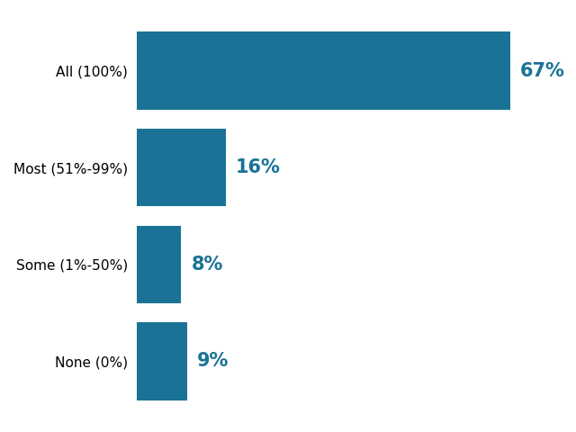 All (100%) 67%
Most (51%-99%) 16%
Some (1%-50%) 8%
None (0%) 9%